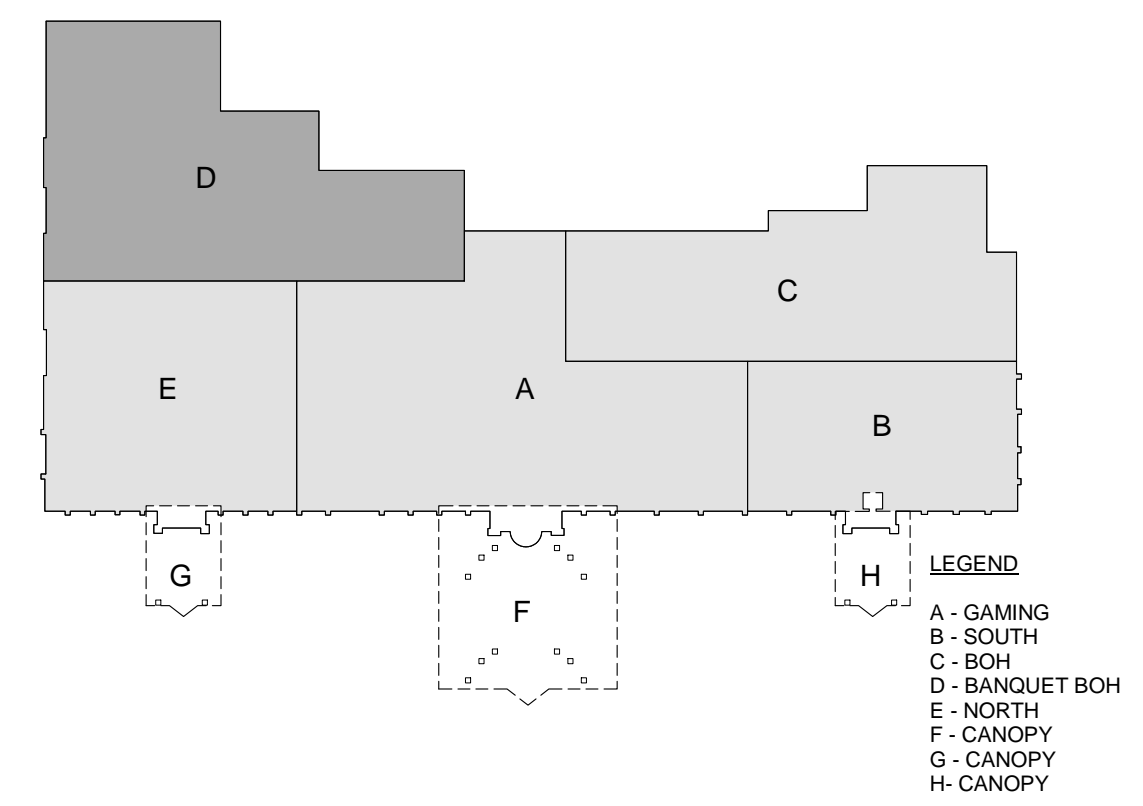 D
C
E
A
B
G
F
H
LEGEND
A - GAMING
B - SOUTH
C - BOH
D - BANQUET BOH
E - NORTH
F - CANOPY
G - CANOPY
H- CANOPY